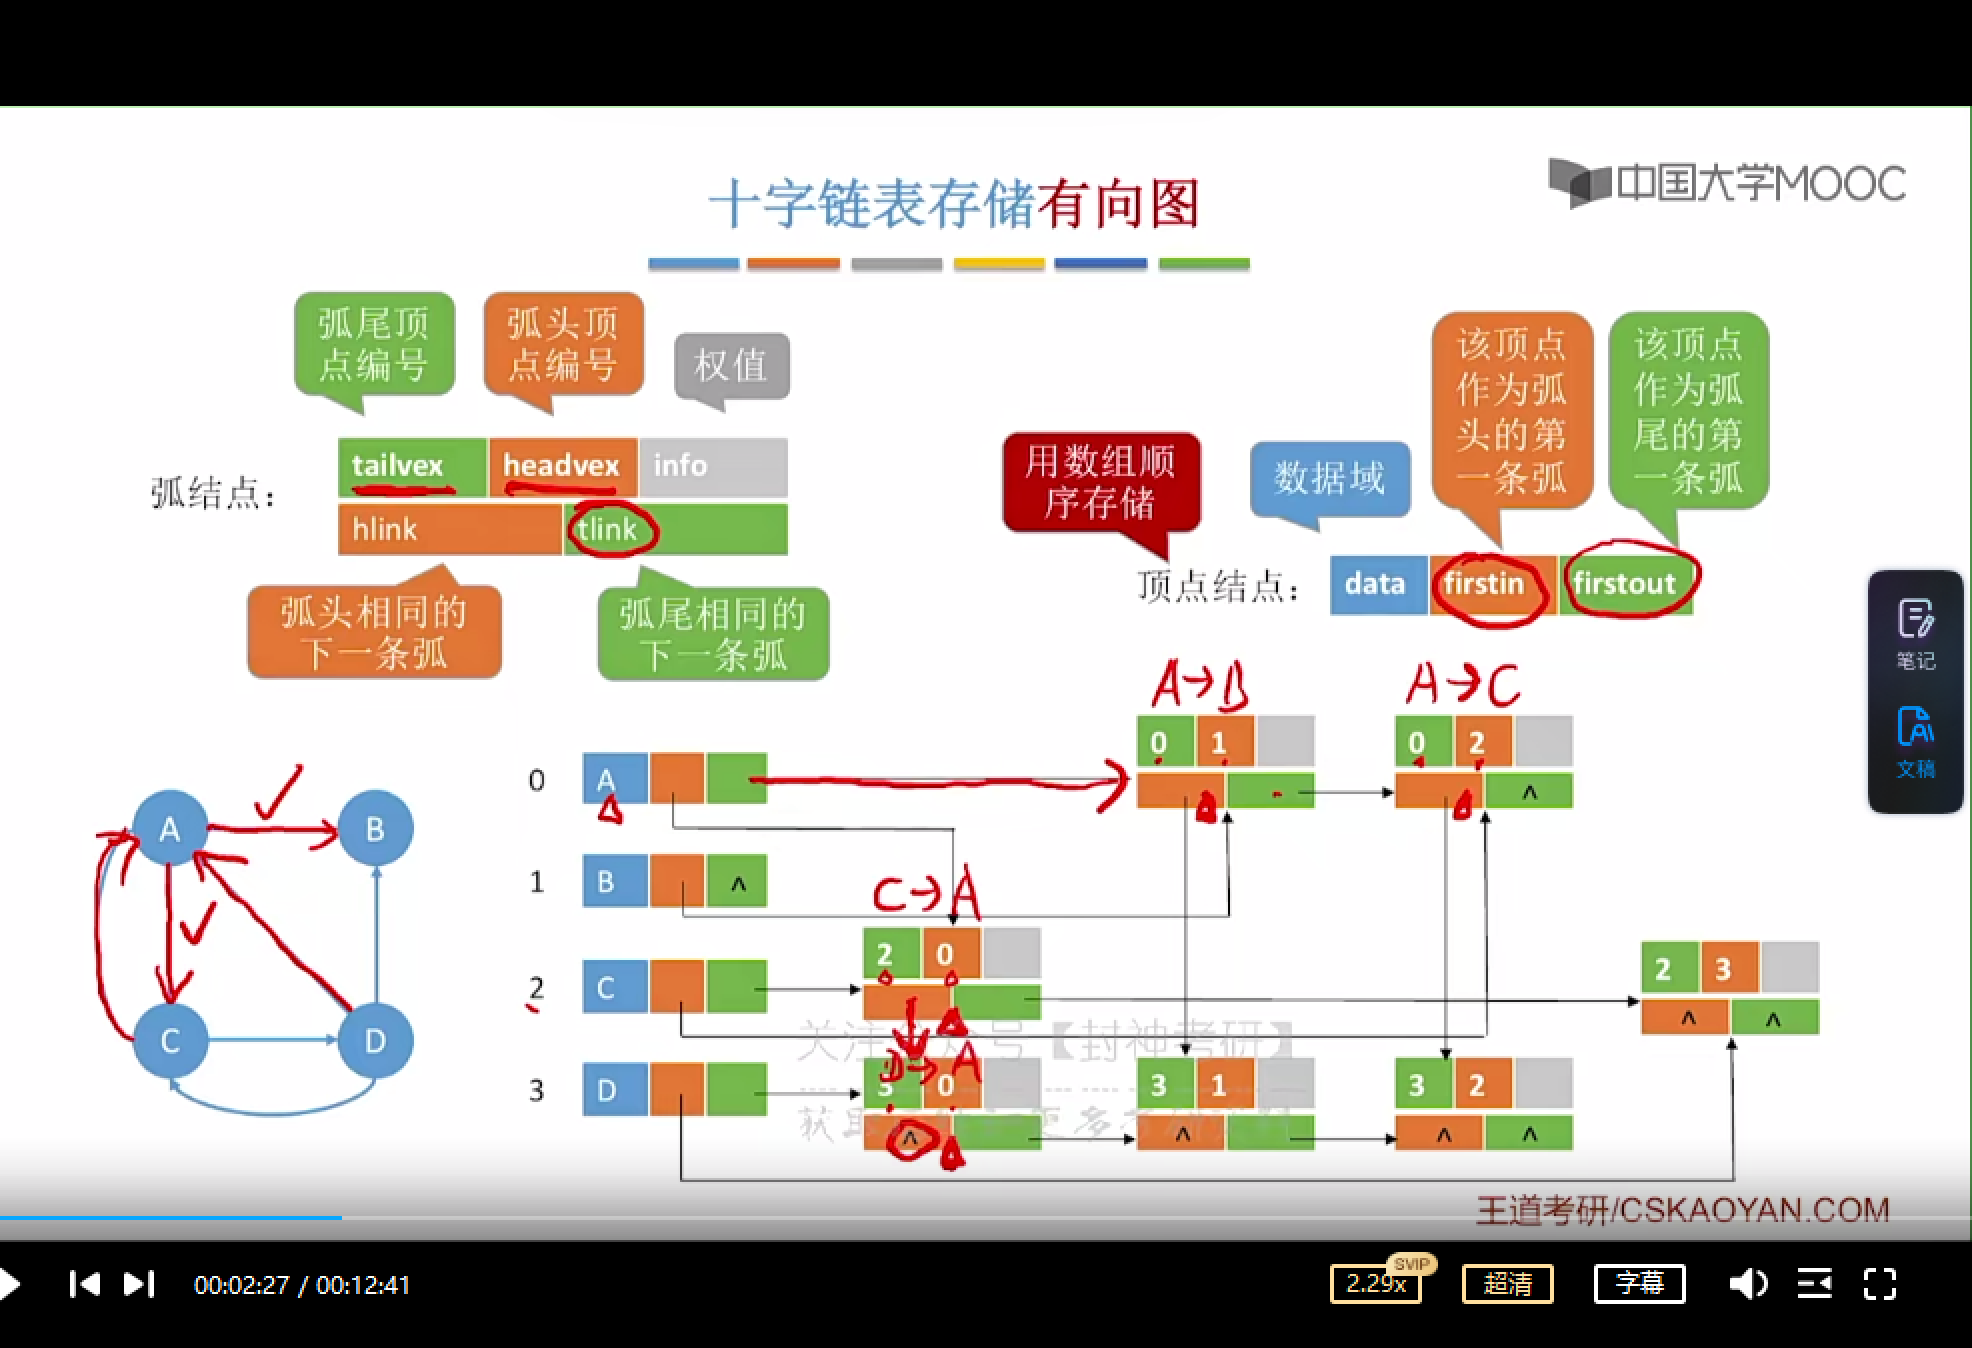 十字链表存储有向图
中国大学MOOC
弧尾顶
点编号
弧头顶
点编号
权值
该顶点
作为弧
头的第
一条弧
该顶点
作为弧
尾的第
一条弧
用数组顺
序存储
数据域
弧结点：
tailvex headvex info
hlink tlink
顶点结点：
data firstin firstout
弧头相同的
下一条弧
弧尾相同的
下一条弧
A→B
A→C
0 1
0 2
^
A
B
C
D
0 A
1 B ^
2 C
3 D
C→A
2 0
2 3
^ ^
D→A
3 0
^
3 1
^
3 2
^ ^
关注公众号【封神考研】
获取
更多考研资料
王道考研/CSKAOYAN.COM
笔记
文稿
00:02:27 / 00:12:41
2.29x
SVIP
超清
字幕